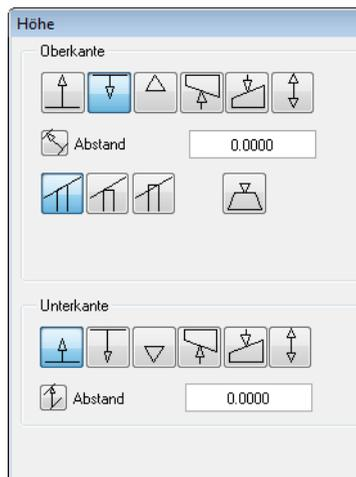 Höhe
Oberkante
Abstand 0.0000
Unterkante
Abstand 0.0000